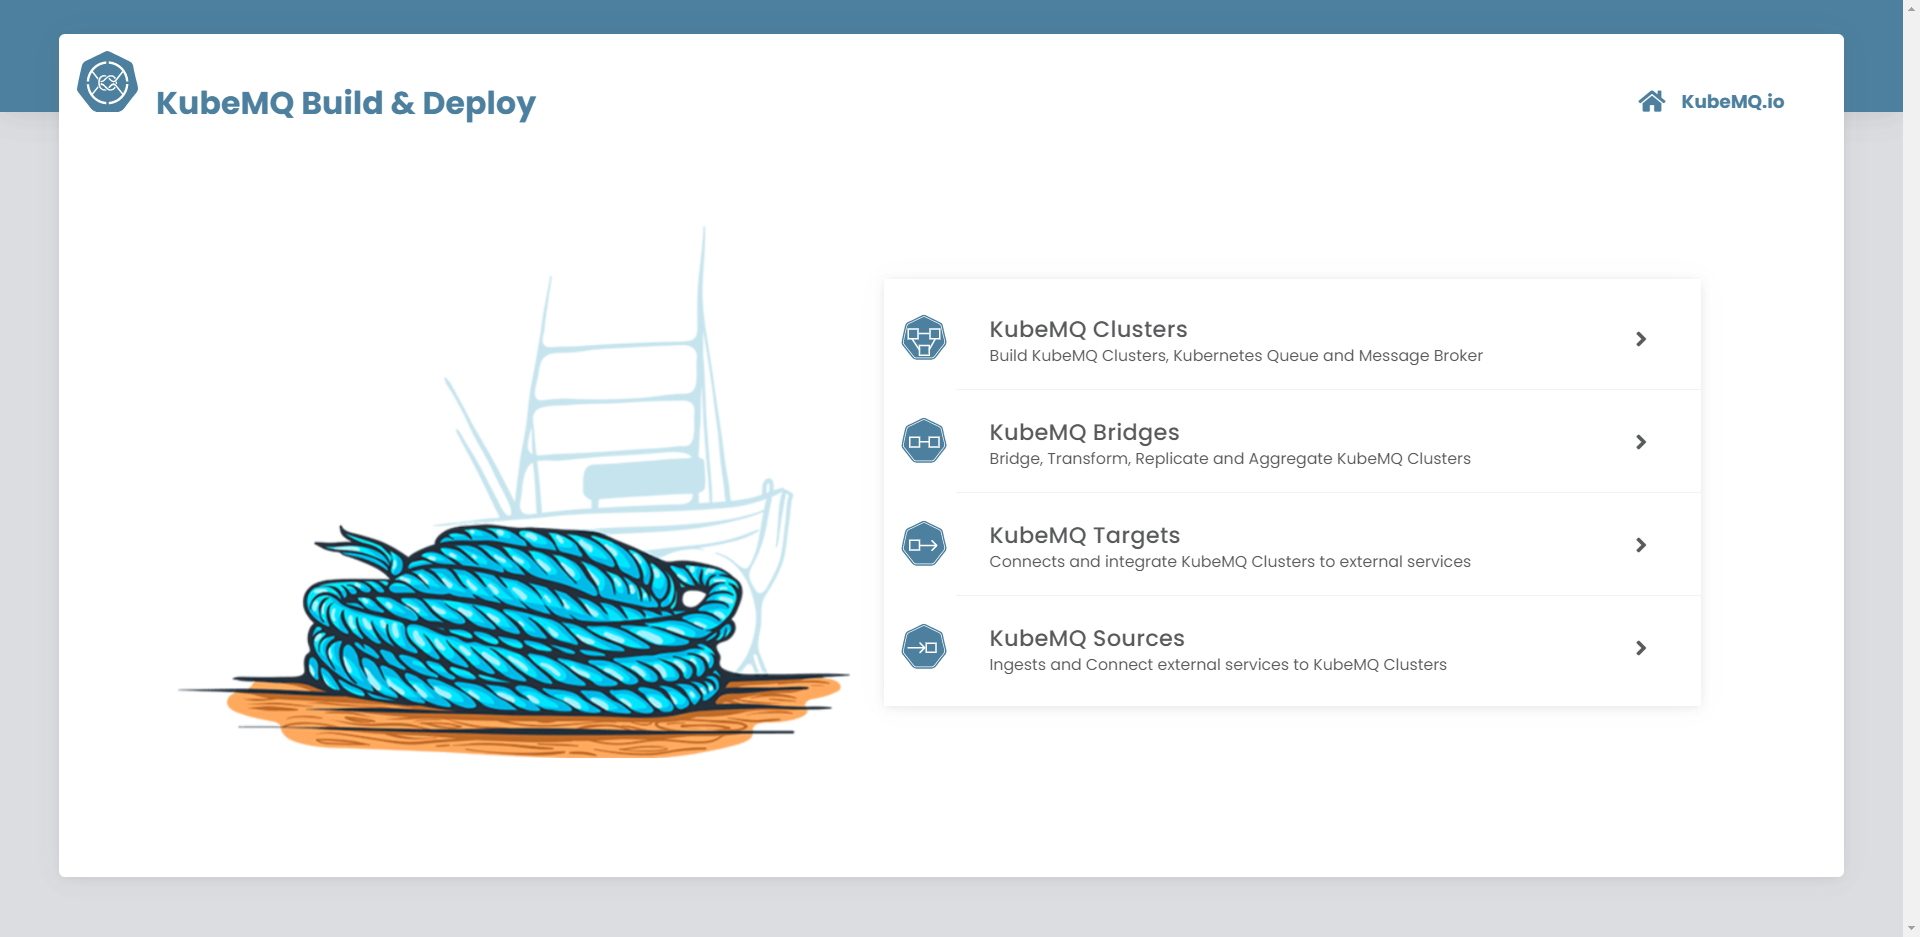 KubeMQ Build & Deploy
KubeMQ.io
KubeMQ Clusters
Build KubeMQ Clusters, Kubernetes Queue and Message Broker
KubeMQ Bridges
Bridge, Transform, Replicate and Aggregate KubeMQ Clusters
KubeMQ Targets
Connects and integrate KubeMQ Clusters to external services
KubeMQ Sources
Ingests and Connect external services to KubeMQ Clusters